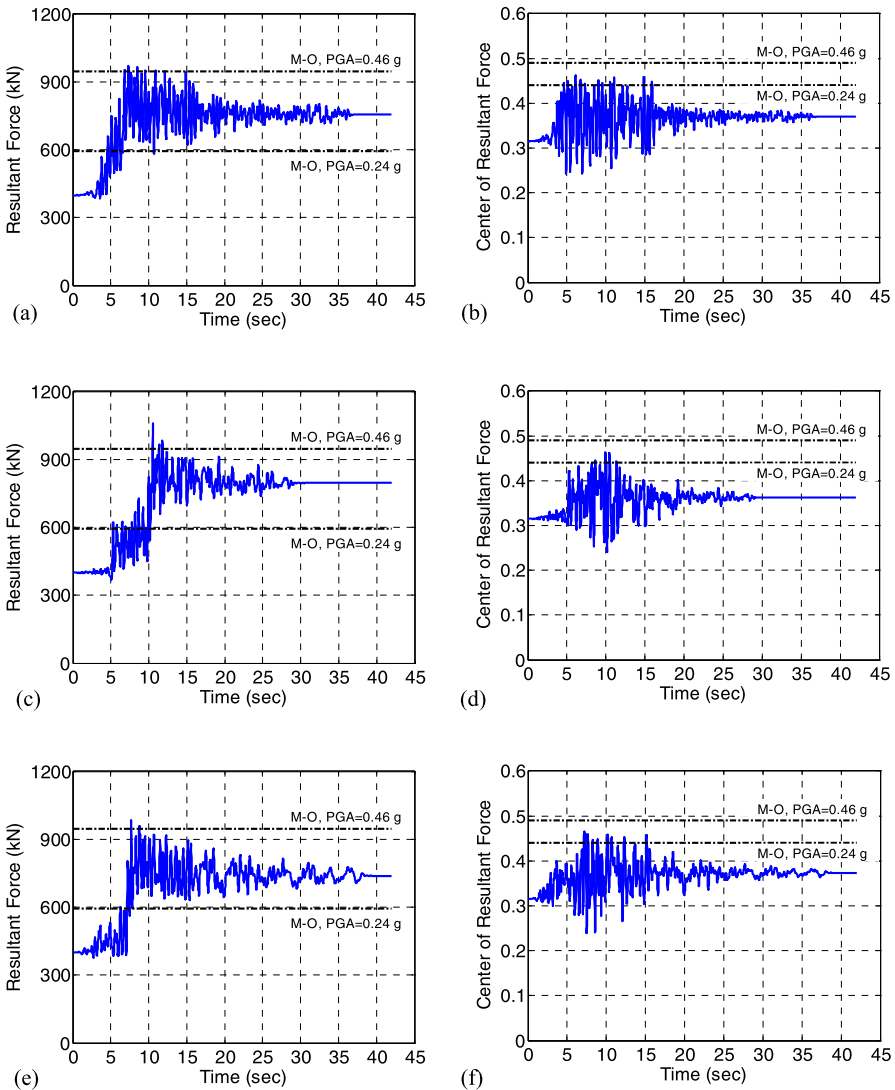 1200
900
600
300
0
Resultant Force (kN)
M-O, PGA=0.46 g
M-O, PGA=0.24 g
0 5 10 15 20 25 30 35 40 45
Time (sec)
(a)
0.6
0.5
0.4
0.3
0.2
0.1
0
Center of Resultant Force
M-O, PGA=0.46 g
M-O, PGA=0.24 g
0 5 10 15 20 25 30 35 40 45
Time (sec)
(b)
1200
900
600
300
0
Resultant Force (kN)
M-O, PGA=0.46 g
M-O, PGA=0.24 g
0 5 10 15 20 25 30 35 40 45
Time (sec)
(c)
0.6
0.5
0.4
0.3
0.2
0.1
0
Center of Resultant Force
M-O, PGA=0.46 g
M-O, PGA=0.24 g
0 5 10 15 20 25 30 35 40 45
Time (sec)
(d)
1200
900
600
300
0
Resultant Force (kN)
M-O, PGA=0.46 g
M-O, PGA=0.24 g
0 5 10 15 20 25 30 35 40 45
Time (sec)
(e)
0.6
0.5
0.4
0.3
0.2
0.1
0
Center of Resultant Force
M-O, PGA=0.46 g
M-O, PGA=0.24 g
0 5 10 15 20 25 30 35 40 45
Time (sec)
(f)